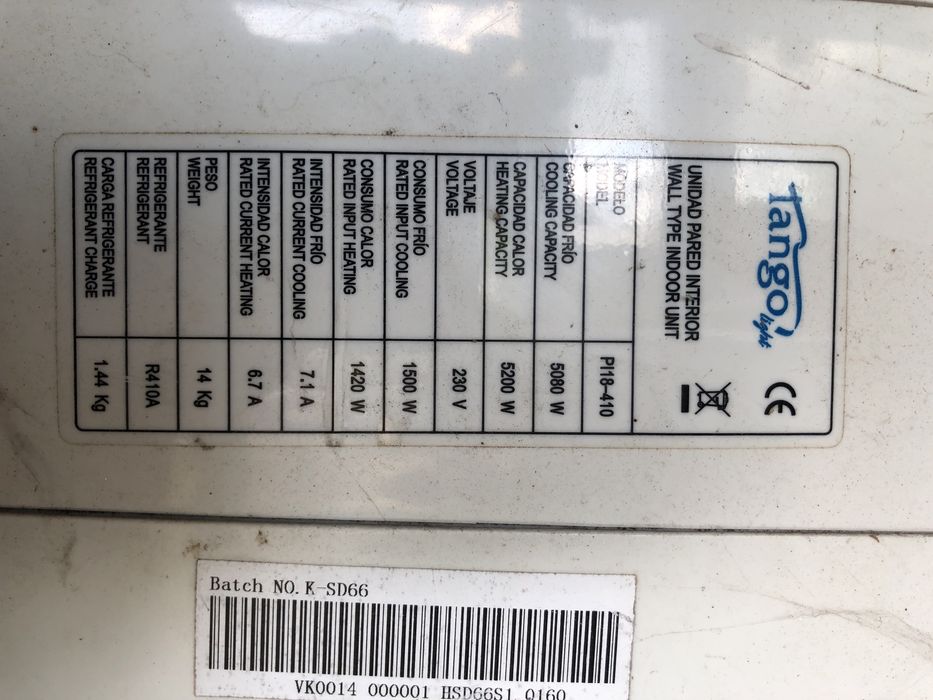 Tango light
CE
UNIDAD PARED INTERIOR
WALL TYPE INDOOR UNIT
MODELO
MODEL
PI18-410
CAPACIDAD FRÍO
COOLING CAPACITY
5080 W
CAPACIDAD CALOR
HEATING CAPACITY
5200 W
VOLTAJE
VOLTAGE
230 V
CONSUMO FRÍO
RATED INPUT COOLING
1500 W
CONSUMO CALOR
RATED INPUT HEATING
1420 W
INTENSIDAD FRÍO
RATED CURRENT COOLING
7.1 A
INTENSIDAD CALOR
RATED CURRENT HEATING
6.7 A
PESO
WEIGHT
14 Kg
REFRIGERANTE
REFRIGERANT
R410A
CARGA REFRIGERANTE
REFRIGERANT CHARGE
1.44 Kg
Batch NO. K-SD66
VK0014 000001 HSD66S1 0160